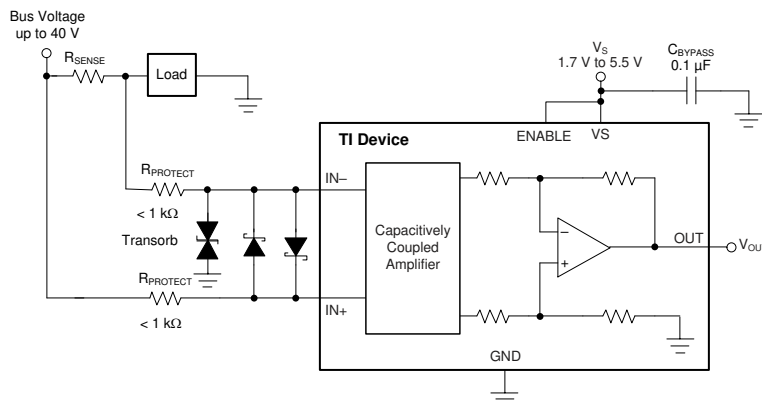 Bus Voltage
up to 40 V
RSENSE
Load
VS
1.7 V to 5.5 V
CBYPASS
0.1 µF
ENABLE
VS
TI Device
RPROTECT
< 1 kΩ
Transorb
IN–
Capacitively
Coupled
Amplifier
–
+
OUT
VOU
RPROTECT
< 1 kΩ
IN+
GND